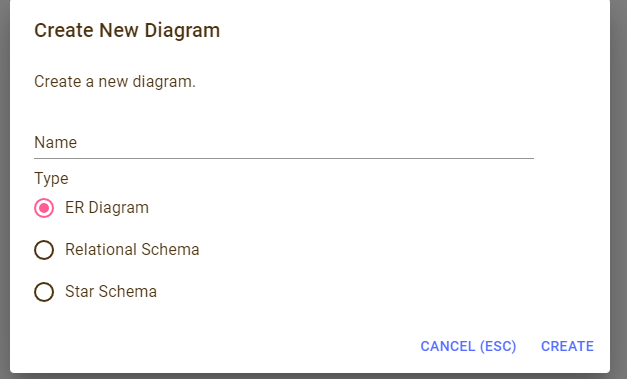 Create New Diagram
Create a new diagram.
Name
Type
ER Diagram
Relational Schema
Star Schema
CANCEL (ESC) CREATE